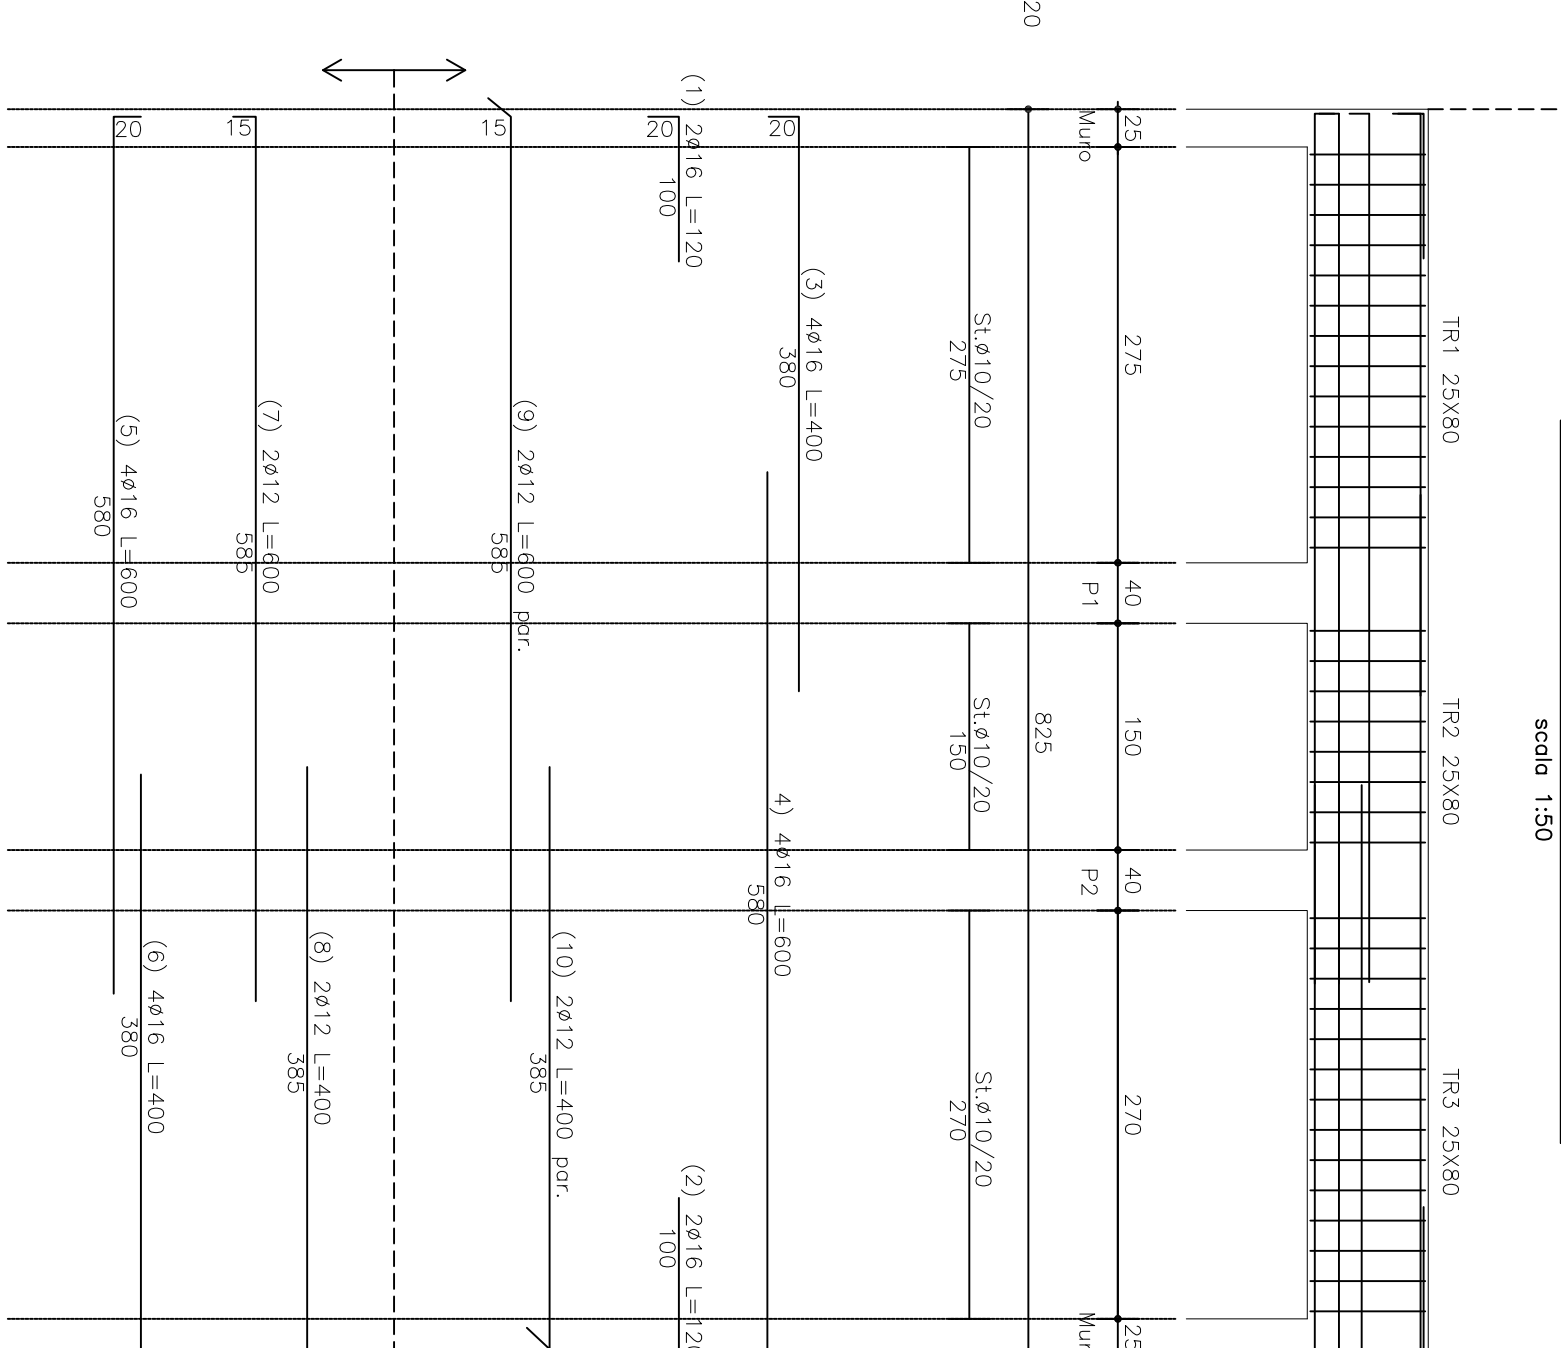 scala 1:50
TR1 25X80
TR2 25X80
TR3 25X80
25
275
40
150
40
270
25
Muro
P1
P2
20
825
St.ø10/20
275
St.ø10/20
150
St.ø10/20
270
(3) 4ø16 L=400
20
380
4) 4ø16 L=600
580
(1) 2ø16 L=120
20
100
(2) 2ø16 L=120
100
(10) 2ø12 L=400 par.
385
(9) 2ø12 L=600 par.
15
585
(8) 2ø12 L=400
385
(7) 2ø12 L=600
15
585
(6) 4ø16 L=400
380
(5) 4ø16 L=600
20
580